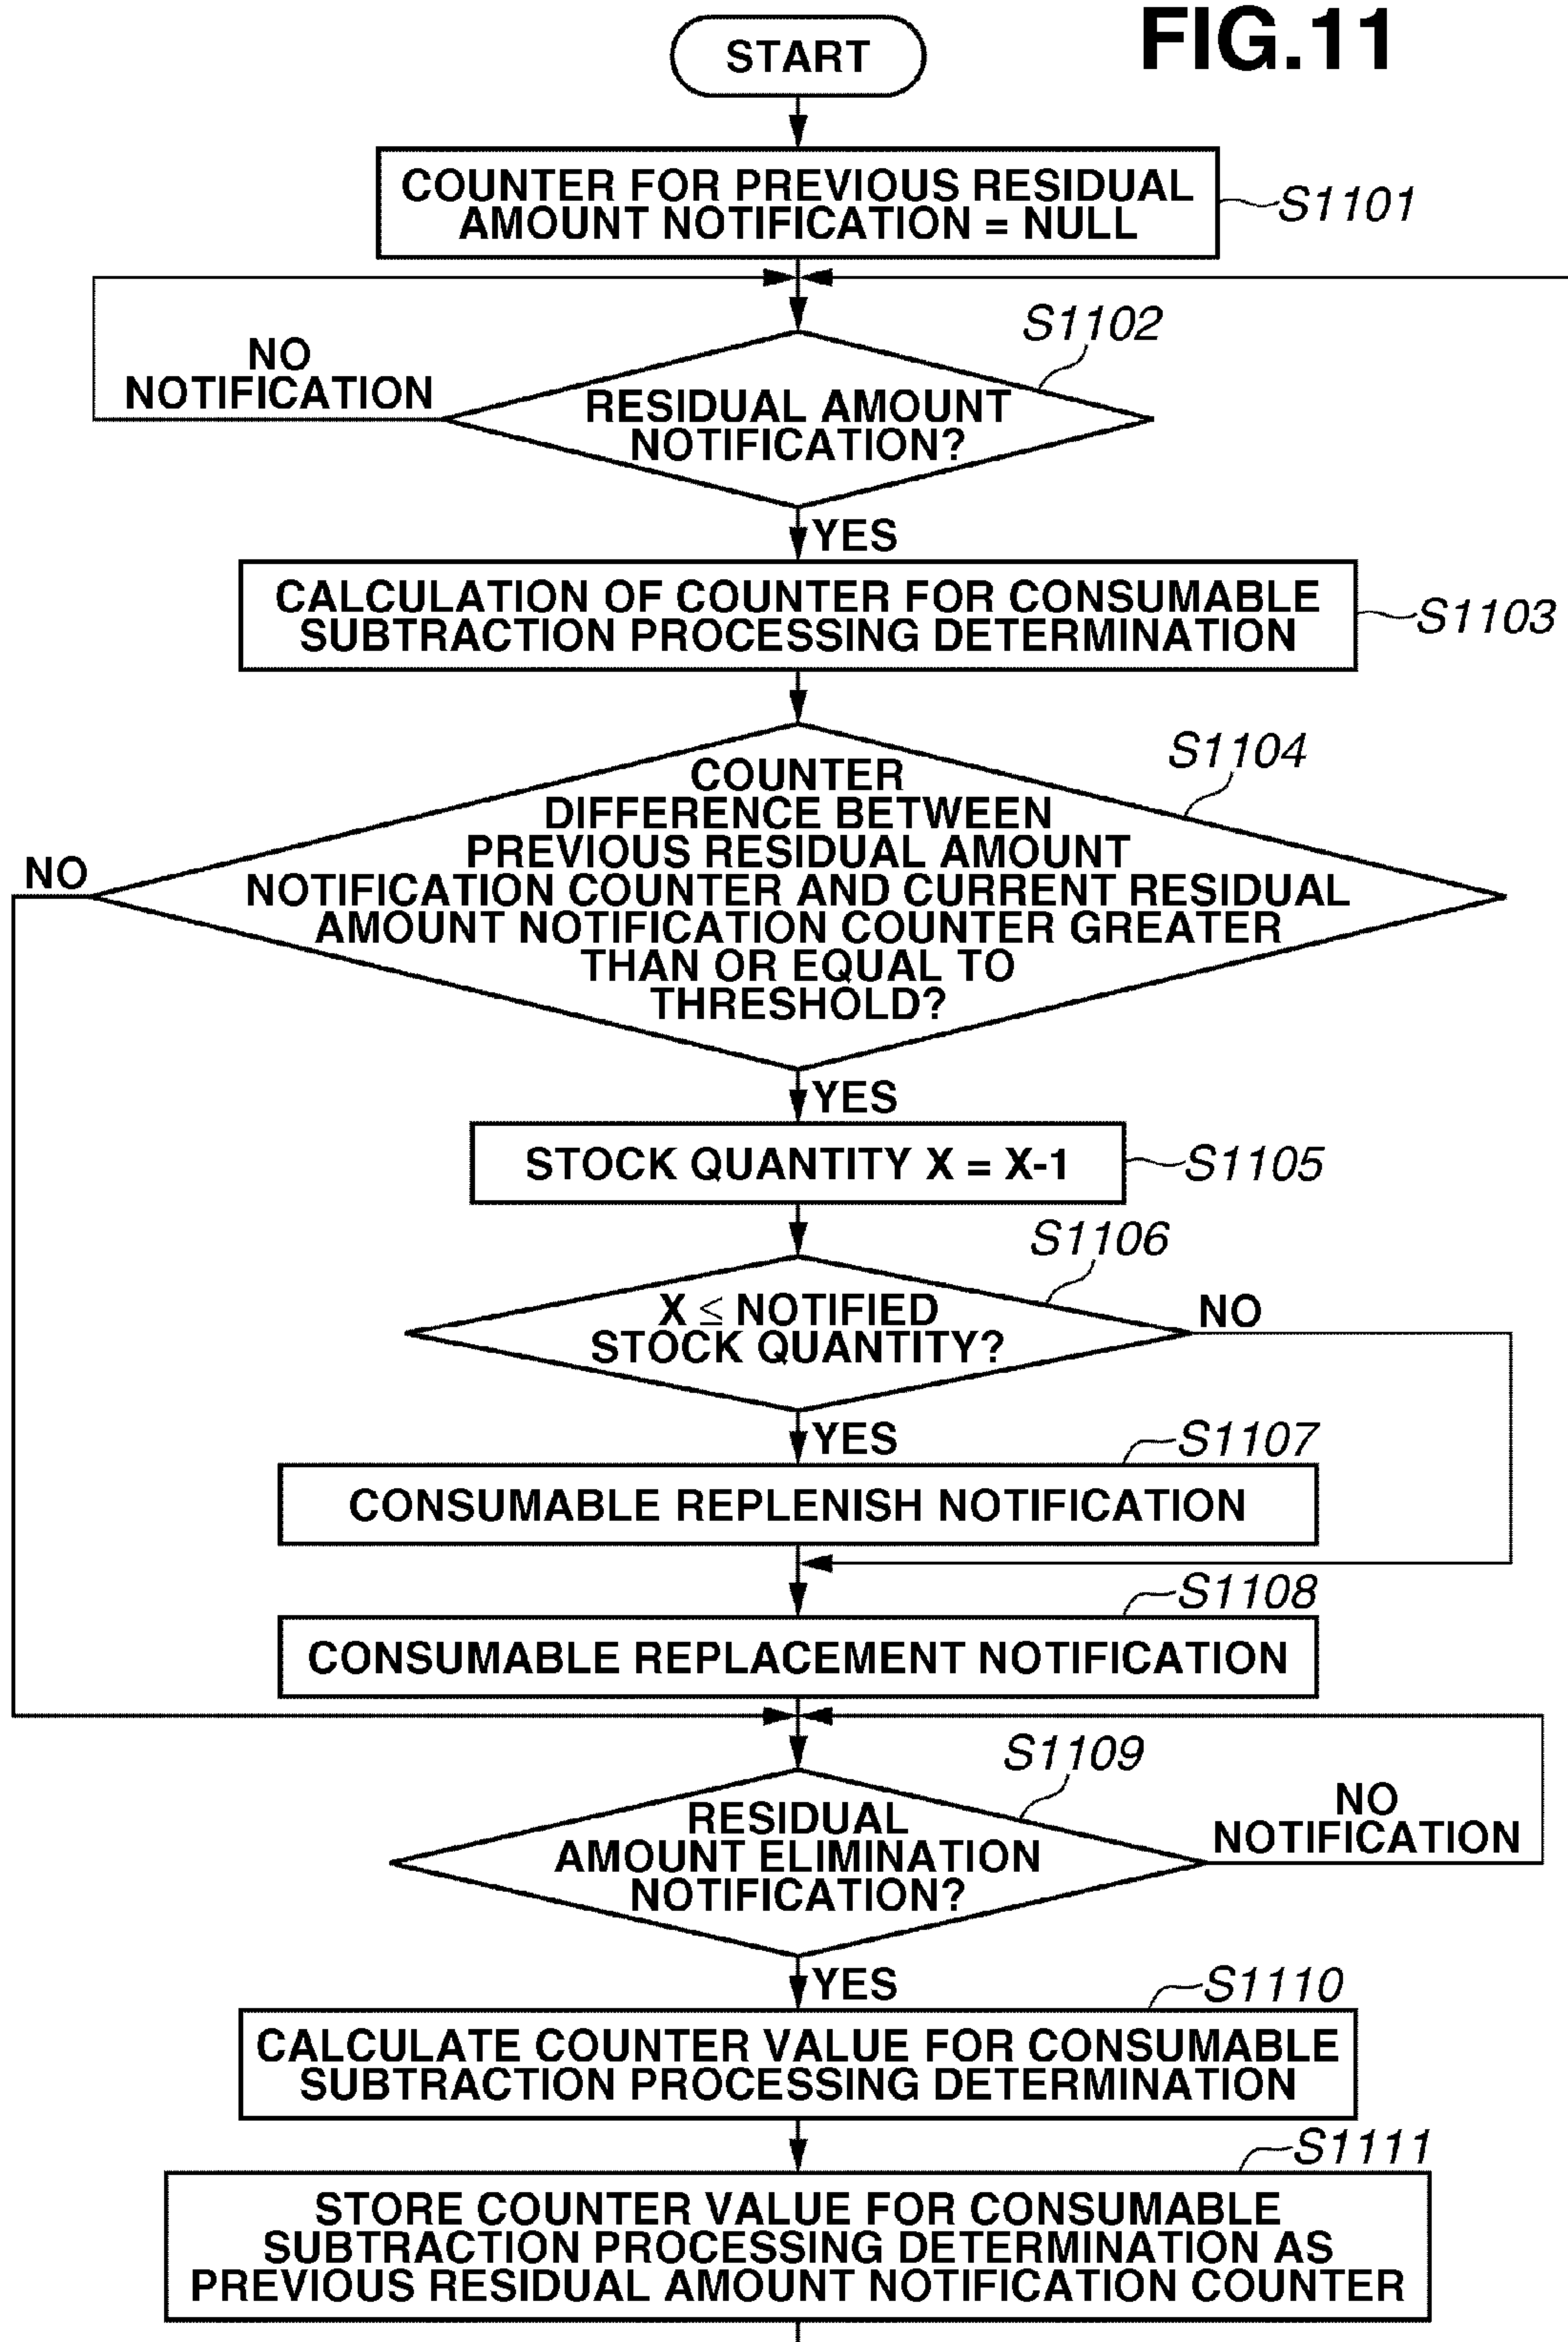 FIG.11
START
COUNTER FOR PREVIOUS RESIDUAL
AMOUNT NOTIFICATION = NULL
S1101
S1102
NO
NOTIFICATION
RESIDUAL AMOUNT
NOTIFICATION?
YES
CALCULATION OF COUNTER FOR CONSUMABLE
SUBTRACTION PROCESSING DETERMINATION
S1103
S1104
COUNTER
DIFFERENCE BETWEEN
PREVIOUS RESIDUAL AMOUNT
NOTIFICATION COUNTER AND CURRENT RESIDUAL
AMOUNT NOTIFICATION COUNTER GREATER
THAN OR EQUAL TO
THRESHOLD?
NO
YES
STOCK QUANTITY X = X-1
S1105
S1106
X ≦ NOTIFIED
STOCK QUANTITY?
NO
YES
S1107
CONSUMABLE REPLENISH NOTIFICATION
S1108
CONSUMABLE REPLACEMENT NOTIFICATION
S1109
RESIDUAL
AMOUNT ELIMINATION
NOTIFICATION?
NO
NOTIFICATION
YES
S1110
CALCULATE COUNTER VALUE FOR CONSUMABLE
SUBTRACTION PROCESSING DETERMINATION
S1111
STORE COUNTER VALUE FOR CONSUMABLE
SUBTRACTION PROCESSING DETERMINATION AS
PREVIOUS RESIDUAL AMOUNT NOTIFICATION COUNTER